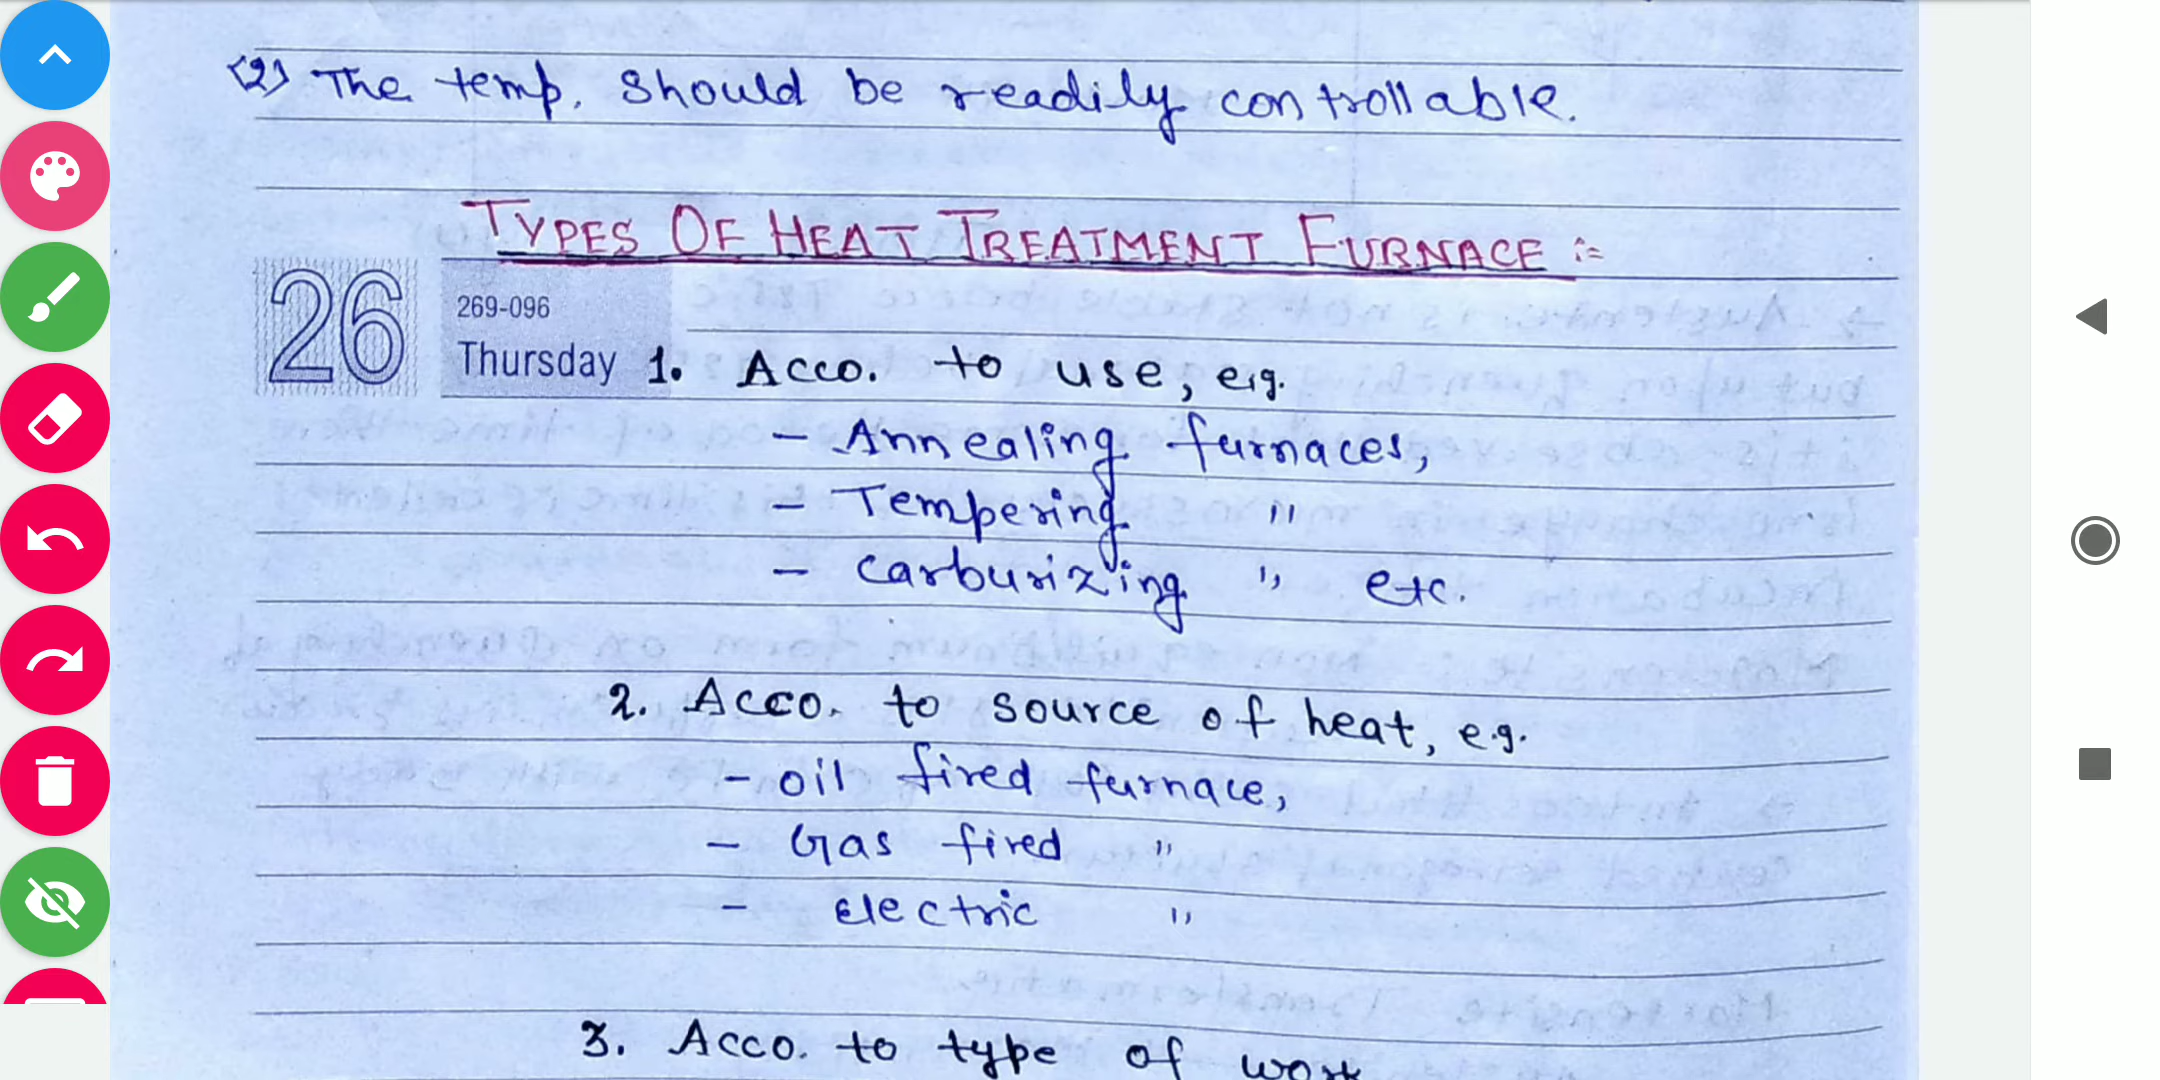 (2) The temp. should be readily controllable.
TYPES OF HEAT TREATMENT FURNACE :-
26
269-096
Thursday 1. Acco. to use, e.g.
- Annealing furnaces,
- Tempering "
- Carburizing " etc.
2. Acco. to source of heat, e.g.
- oil fired furnace,
- Gas fired "
- Electric "
3. Acco. to type of work